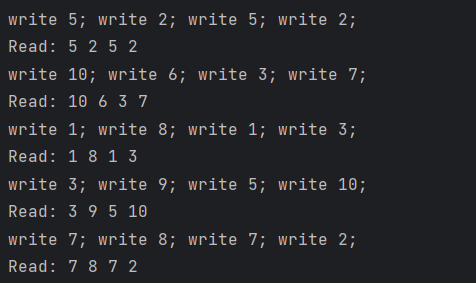 write 5; write 2; write 5; write 2;
Read: 5 2 5 2
write 10; write 6; write 3; write 7;
Read: 10 6 3 7
write 1; write 8; write 1; write 3;
Read: 1 8 1 3
write 3; write 9; write 5; write 10;
Read: 3 9 5 10
write 7; write 8; write 7; write 2;
Read: 7 8 7 2